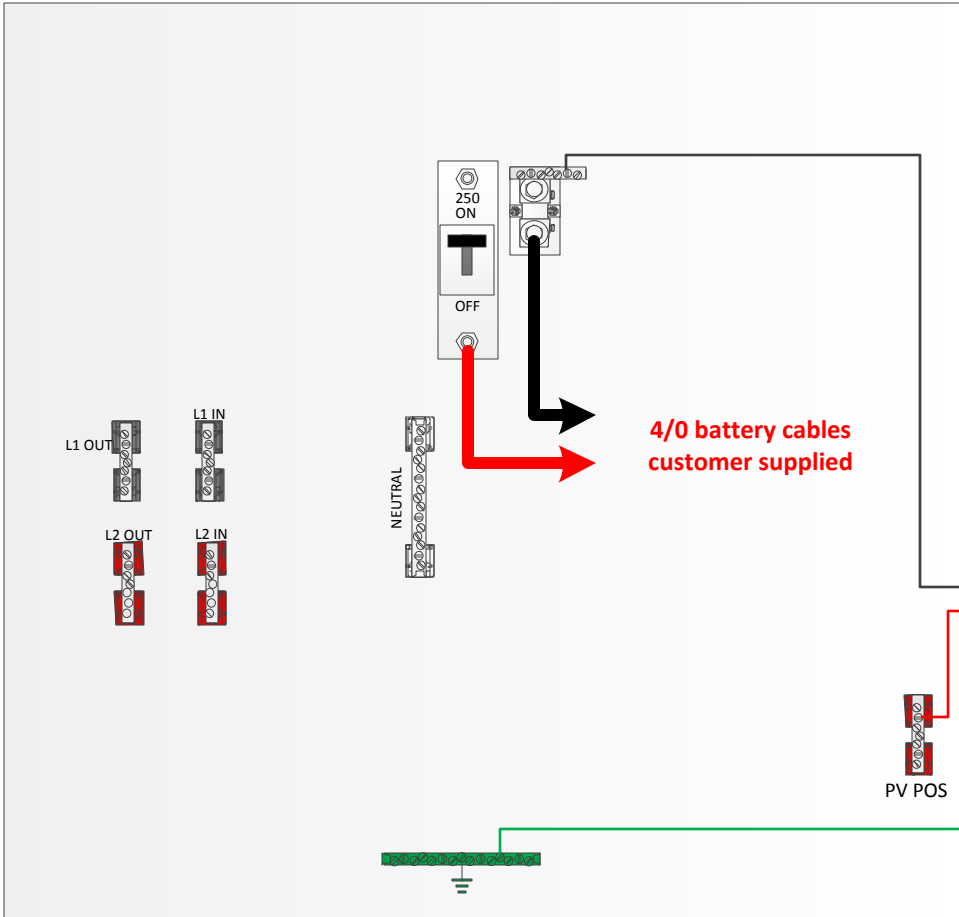 250
ON
OFF
4/0 battery cables
customer supplied
L1 IN
L1 OUT
L2 OUT
L2 IN
NEUTRAL
PV POS